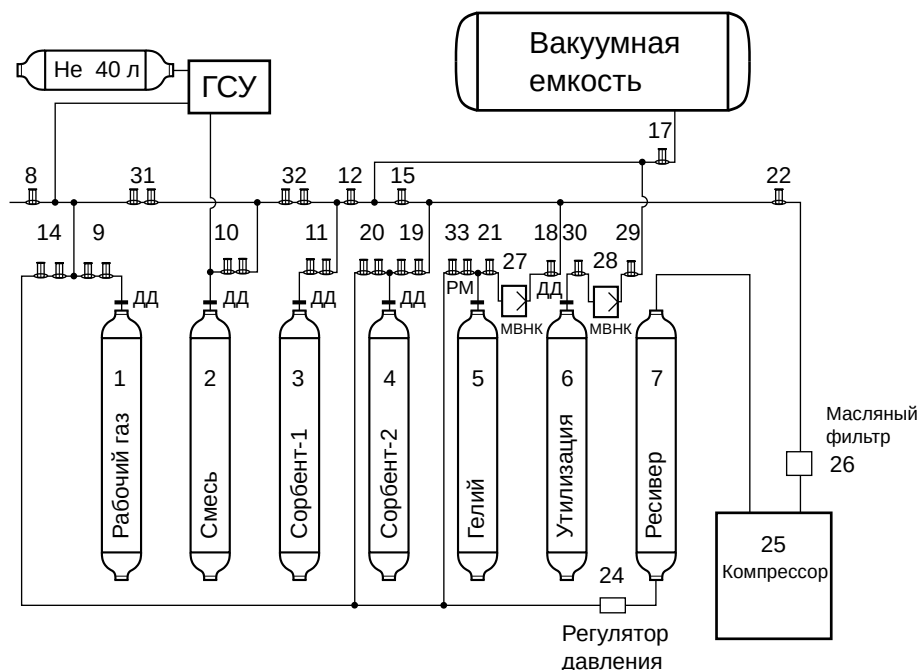 Вакуумная
емкость
Не 40 л
ГСУ
17
8
31
32
12
15
22
14
9
10
11
20
19
33
21
18
30
29
27
28
РМ
ДД
ДД
ДД
ДД
ДД
МВНК
МВНК
1
2
3
4
5
6
7
Рабочий газ
Смесь
Сорбент-1
Сорбент-2
Гелий
Утилизация
Ресивер
Масляный
фильтр
26
25
Компрессор
24
Регулятор
давления